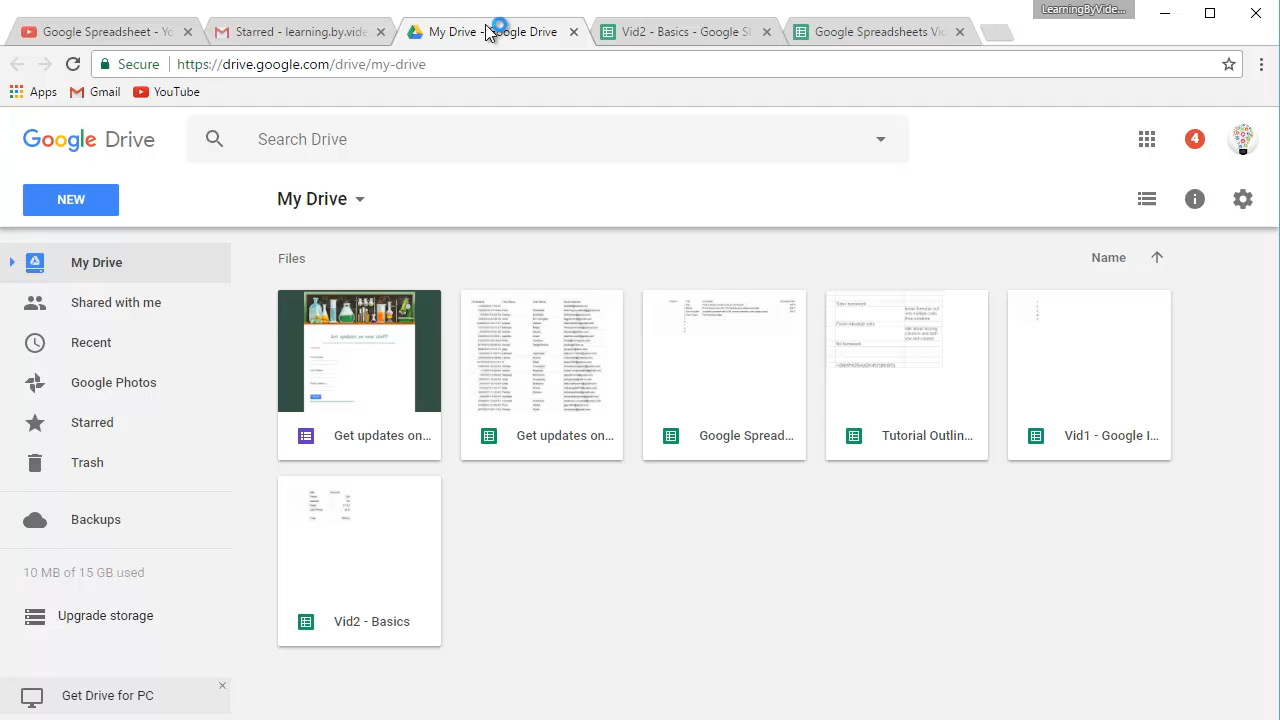 LearningByVide...
Google Spreadsheet - Yo
Starred - learning.by.vide
My Drive - Google Drive
Vid2 - Basics - Google S
Google Spreadsheets Vi
Secure
https://drive.google.com/drive/my-drive
Apps
Gmail
YouTube
Google Drive
Search Drive
4
NEW
My Drive
My Drive
Shared with me
Recent
Google Photos
Starred
Trash
Backups
10 MB of 15 GB used
Upgrade storage
Get Drive for PC
Files
Name
Get updates on new stuff!
Get updates on...
Get updates on...
Google Spread...
Tutorial Outlin...
Vid1 - Google I...
Vid2 - Basics